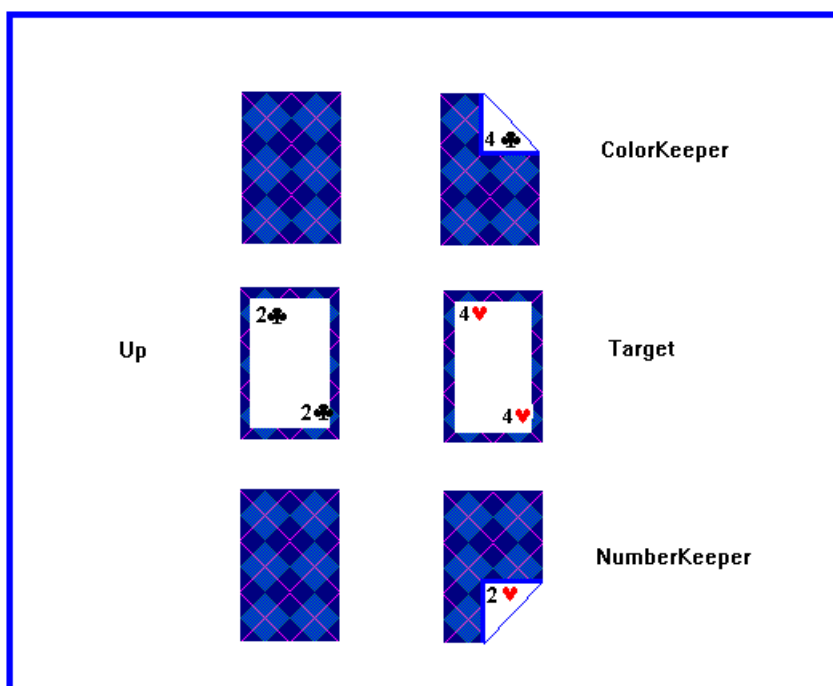 4♣
ColorKeeper
2♣ 4♥
Up Target
2♣ 4♥
NumberKeeper
2♥